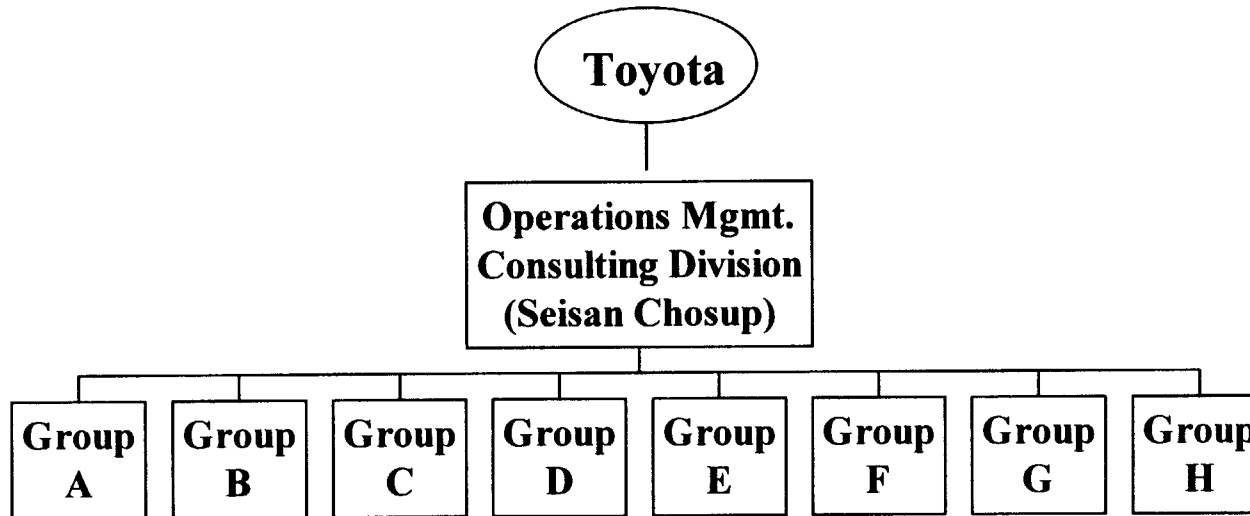 Toyota
Operations Mgmt.
Consulting Division
(Seisan Chosup)
Group A
Group B
Group C
Group D
Group E
Group F
Group G
Group H